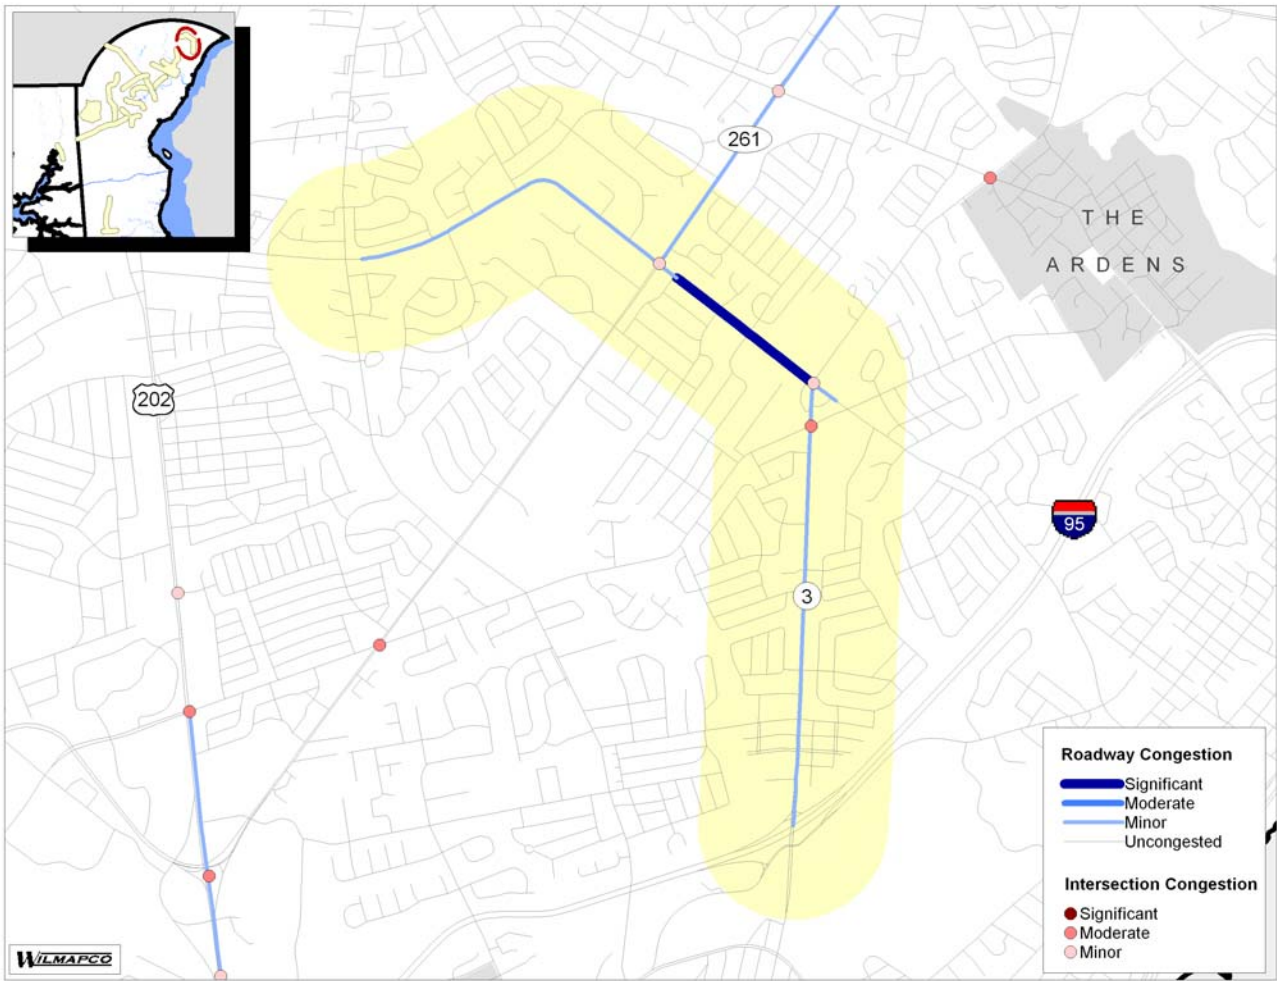 261
THE
ARDENS
202
95
3
Roadway Congestion
Significant
Moderate
Minor
Uncongested
Intersection Congestion
Significant
Moderate
Minor
WILMAPCO